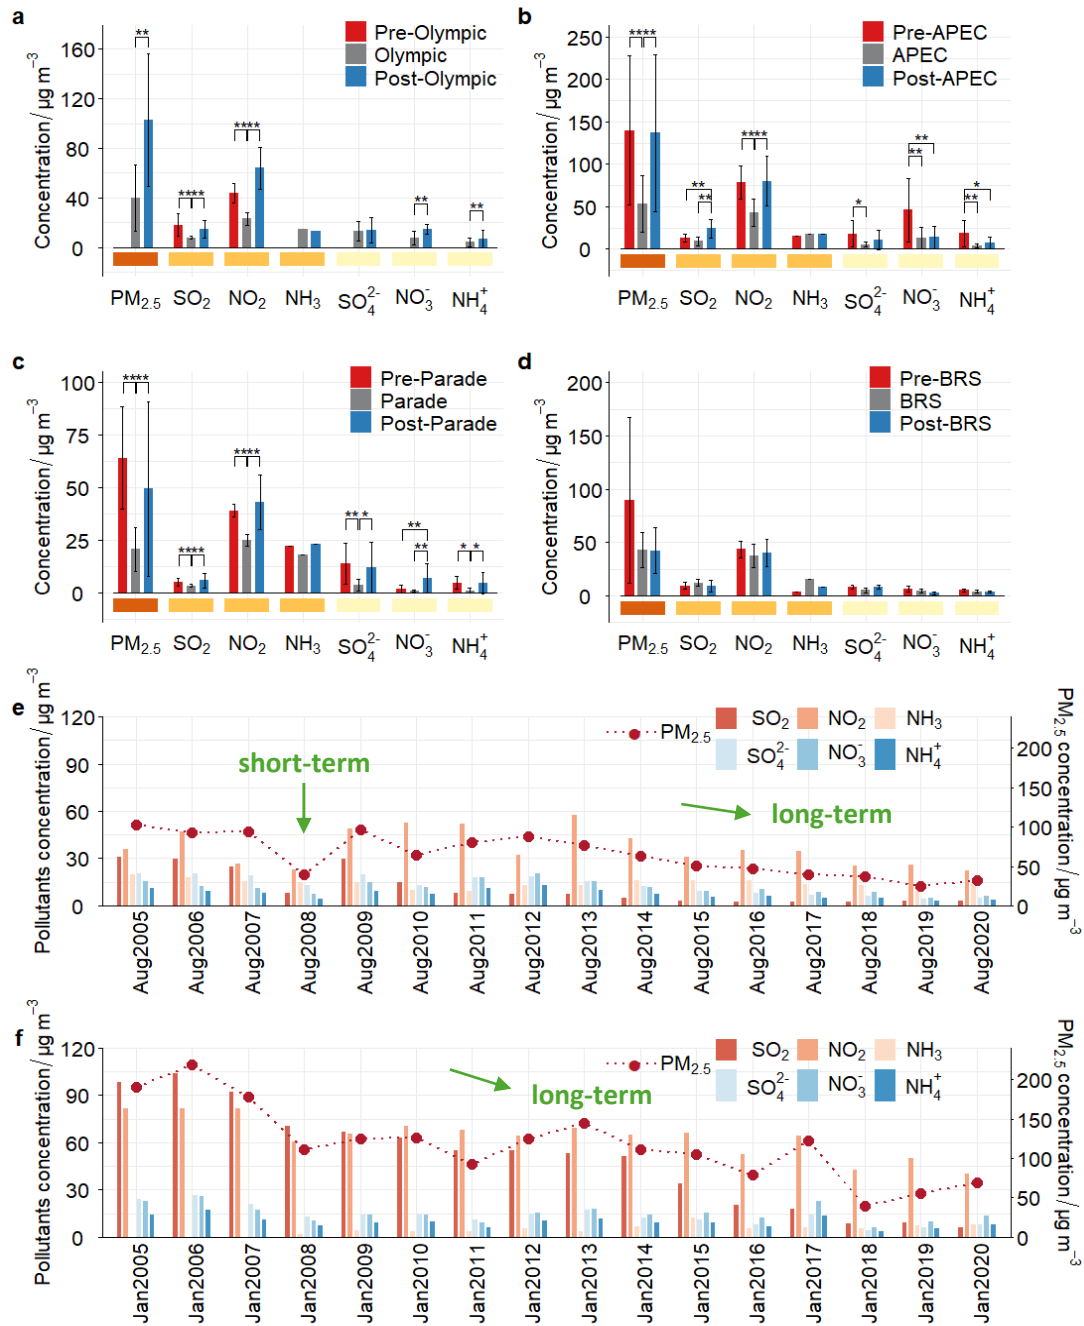 a
Pre-Olympic
Olympic
Post-Olympic
Concentration/ μg m⁻³
160
120
80
40
0
**
****
****
**
**
PM₂.₅ SO₂ NO₂ NH₃ SO₄²⁻ NO₃⁻ NH₄⁺
b
Pre-APEC
APEC
Post-APEC
Concentration/ μg m⁻³
250
200
150
100
50
0
****
**
**
****
*
**
**
*
**
PM₂.₅ SO₂ NO₂ NH₃ SO₄²⁻ NO₃⁻ NH₄⁺
c
Pre-Parade
Parade
Post-Parade
Concentration/ μg m⁻³
100
75
50
25
0
****
****
****
** *
**
**
* *
PM₂.₅ SO₂ NO₂ NH₃ SO₄²⁻ NO₃⁻ NH₄⁺
d
Pre-BRS
BRS
Post-BRS
Concentration/ μg m⁻³
200
150
100
50
0
PM₂.₅ SO₂ NO₂ NH₃ SO₄²⁻ NO₃⁻ NH₄⁺
e
Pollutants concentration/ μg m⁻³
120
90
60
30
0
PM₂.₅
SO₂ NO₂ NH₃
SO₄²⁻ NO₃⁻ NH₄⁺
short-term
long-term
PM₂.₅ concentration/ μg m⁻³
200
150
100
50
0
Aug2005 Aug2006 Aug2007 Aug2008 Aug2009 Aug2010 Aug2011 Aug2012 Aug2013 Aug2014 Aug2015 Aug2016 Aug2017 Aug2018 Aug2019 Aug2020
f
Pollutants concentration/ μg m⁻³
120
90
60
30
0
PM₂.₅
SO₂ NO₂ NH₃
SO₄²⁻ NO₃⁻ NH₄⁺
long-term
PM₂.₅ concentration/ μg m⁻³
200
150
100
50
0
Jan2005 Jan2006 Jan2007 Jan2008 Jan2009 Jan2010 Jan2011 Jan2012 Jan2013 Jan2014 Jan2015 Jan2016 Jan2017 Jan2018 Jan2019 Jan2020